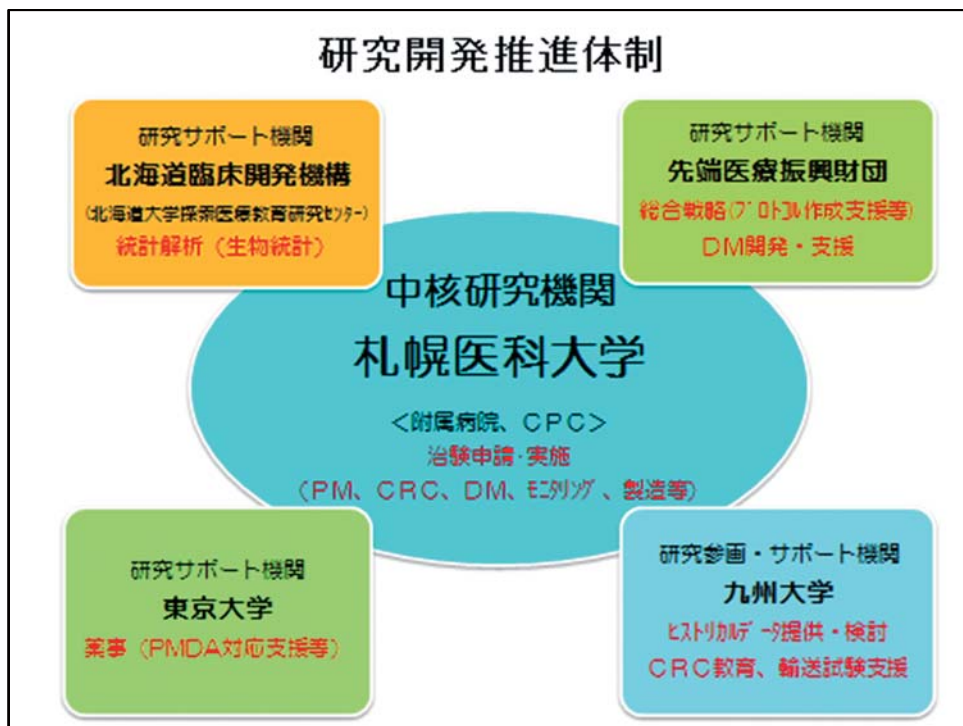 研究開発推進体制
研究サポート機関
北海道臨床開発機構
(北海道大学探索医療教育研究ｾﾝﾀｰ)
統計解析（生物統計）
研究サポート機関
先端医療振興財団
総合戦略(ﾌﾟﾛﾄｺﾙ作成支援等)
ＤＭ開発・支援
中核研究機関
札幌医科大学
＜附属病院、ＣＰＣ＞
治験申請･実施
（ＰＭ、ＣＲＣ、ＤＭ、ﾓﾆﾀﾘﾝｸﾞ、製造等）
研究サポート機関
東京大学
薬事（PMDA対応支援等）
研究参画・サポート機関
九州大学
ﾋｽﾄﾘｶﾙﾃﾞｰﾀ提供・検討
ＣＲＣ教育、輸送試験支援